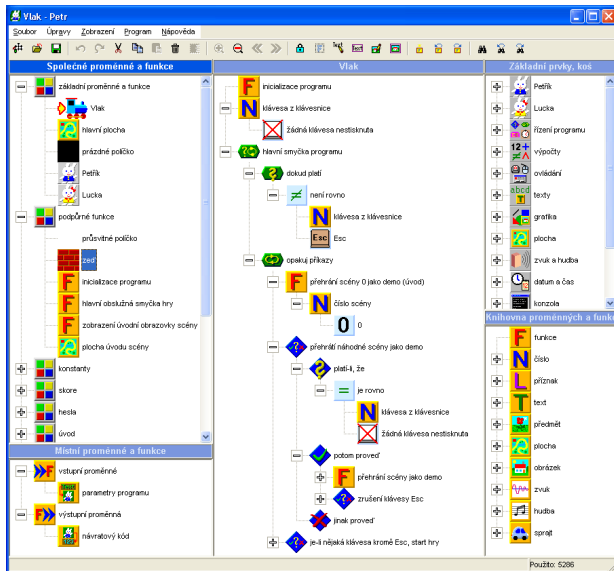 Vlak - Petr
Soubor Úpravy Zobrazení Program Nápověda
Společné proměnné a funkce
základní proměnné a funkce
Vlak
hlavní plocha
prázdné políčko
Petřík
Lucka
podpůrné funkce
průsvitné políčko
zeď
inicializace programu
hlavní obslužná smyčka hry
zobrazení úvodní obrazovky scény
plocha úvodu scény
konstanty
skore
hesla
úvod
Místní proměnné a funkce
vstupní proměnné
parametry programu
výstupní proměnná
návratový kód
Vlak
inicializace programu
klávesa z klávesnice
žádná klávesa nestisknuta
hlavní smyčka programu
dokud platí
není rovno
klávesa z klávesnice
Esc
Esc
opakuj příkazy
přehrání scény 0 jako demo (úvod)
číslo scény
0
0
přehrátí náhodné scény jako demo
platí-li, že
je rovno
klávesa z klávesnice
žádná klávesa nestisknuta
potom proveď
přehrání scény jako demo
zrušení klávesy Esc
jinak proveď
je-li nějaká klávesa kromě Esc, start hry
Základní prvky, koš
Petřík
Lucka
řízení programu
12+
výpočty
ovládání
abcd
T
texty
grafika
plocha
zvuk a hudba
datum a čas
konzola
Knihovna proměnných a funkc
F
funkce
N
číslo
L
příznak
T
text
předmět
plocha
obrázek
zvuk
hudba
sprajt
Použito: 5286